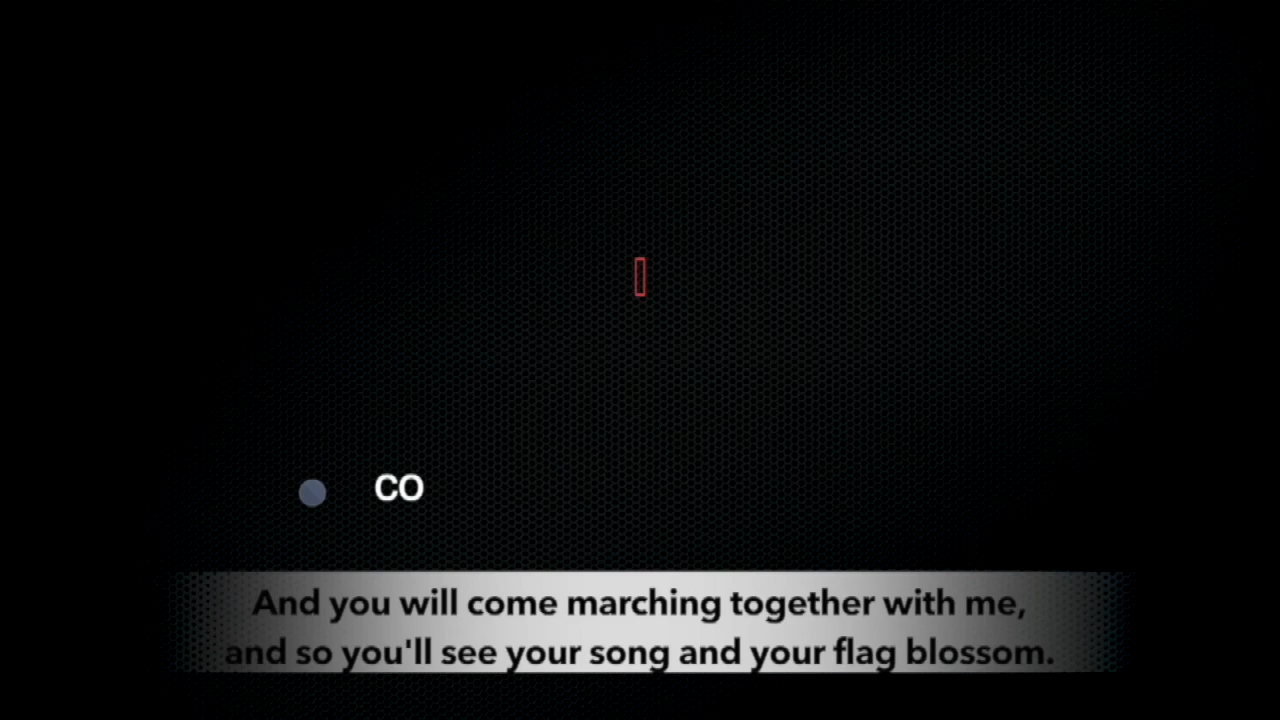 CO
And you will come marching together with me,
and so you'll see your song and your flag blossom.